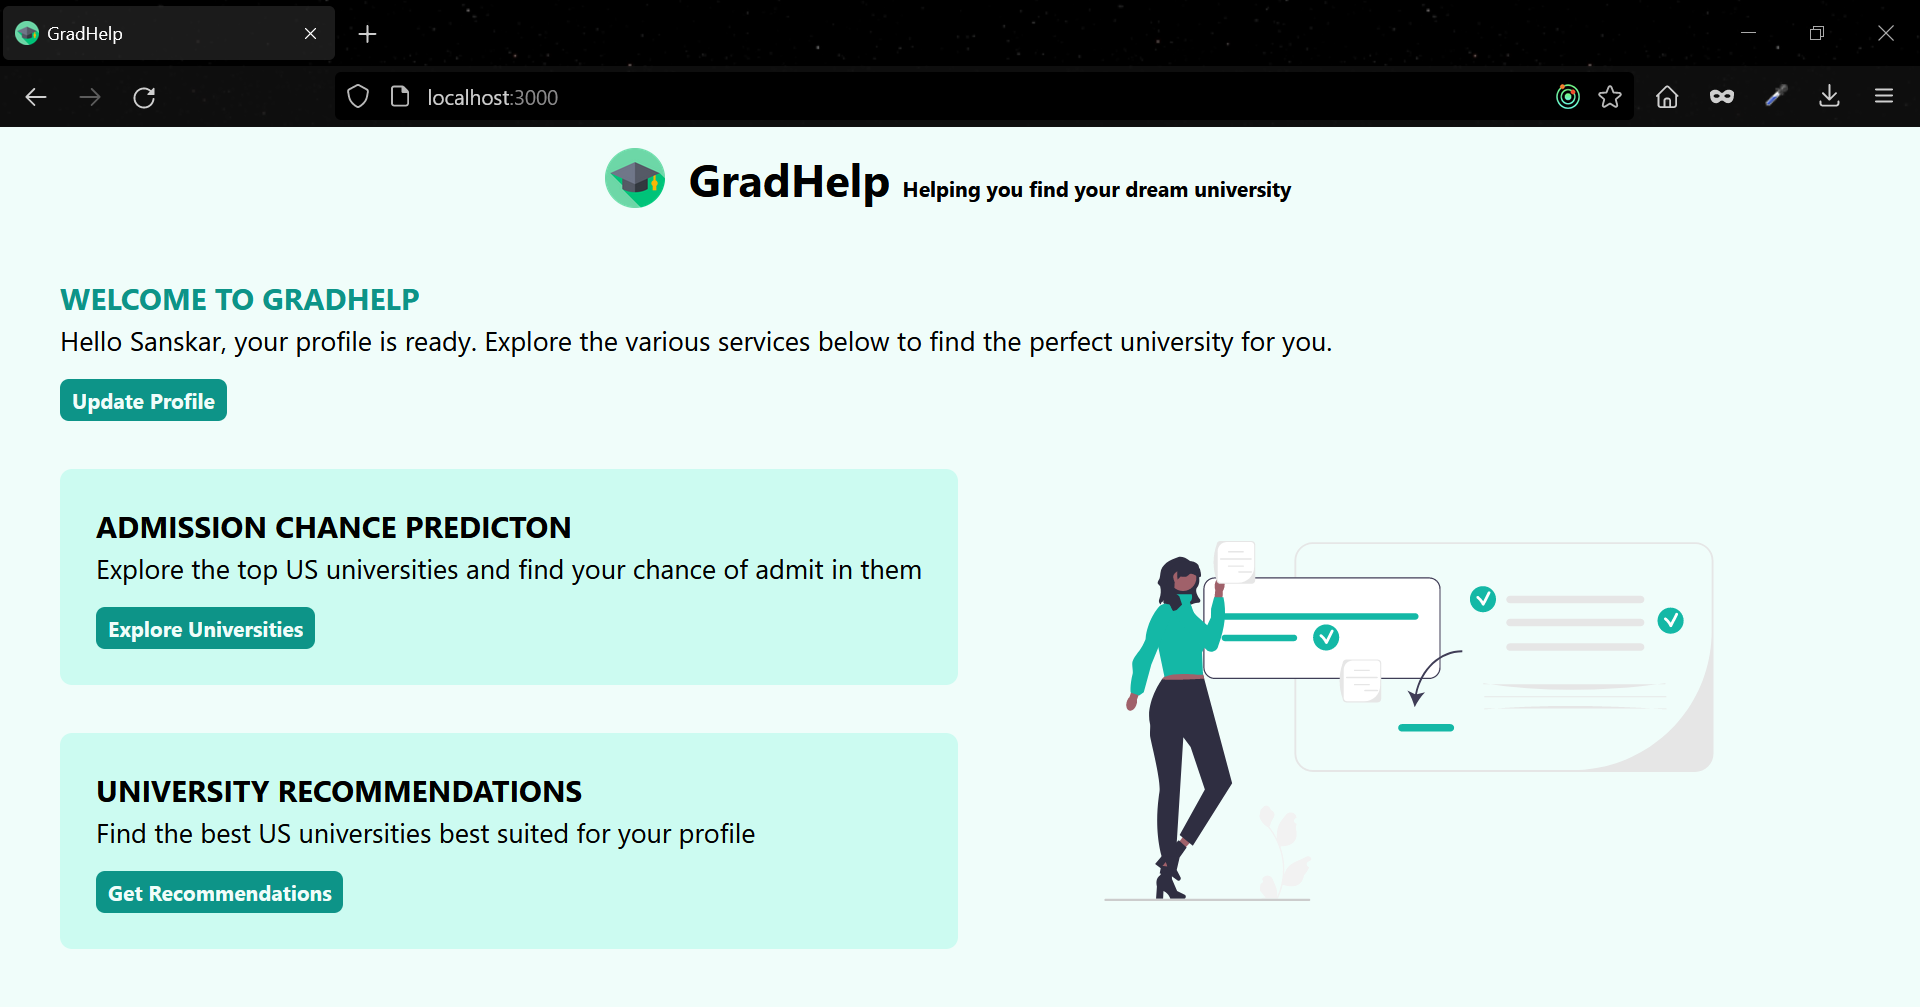 GradHelp
localhost:3000
GradHelp Helping you find your dream university
WELCOME TO GRADHELP
Hello Sanskar, your profile is ready. Explore the various services below to find the perfect university for you.
Update Profile
ADMISSION CHANCE PREDICTON
Explore the top US universities and find your chance of admit in them
Explore Universities
UNIVERSITY RECOMMENDATIONS
Find the best US universities best suited for your profile
Get Recommendations